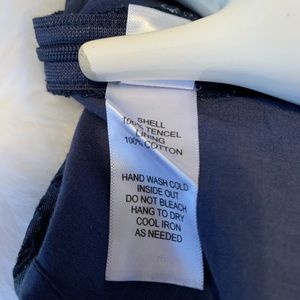 SHELL
100% TENCEL
LINING
100% COTTON
HAND WASH COLD
INSIDE OUT
DO NOT BLEACH
HANG TO DRY
COOL IRON
AS NEEDED